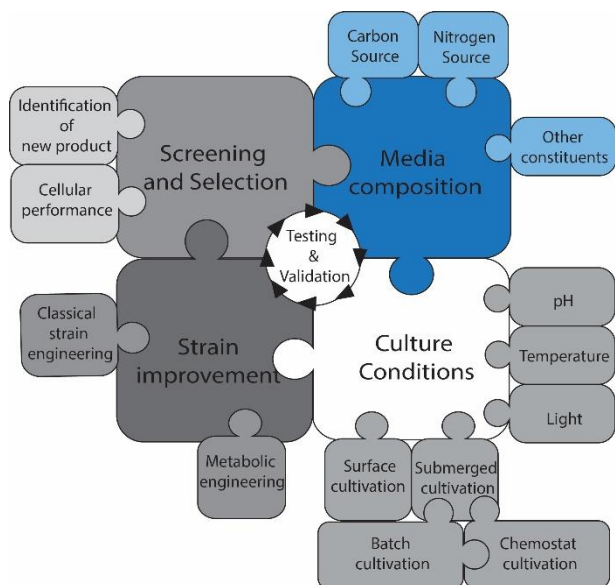 Carbon
Source
Nitrogen
Source
Identification
of
new product
Cellular
performance
Screening
and Selection
Media
composition
Other
constituents
Testing
&
Validation
Classical
strain
engineering
Strain
improvement
Culture
Conditions
pH
Temperature
Light
Metabolic
engineering
Surface
cultivation
Submerged
cultivation
Batch
cultivation
Chemostat
cultivation